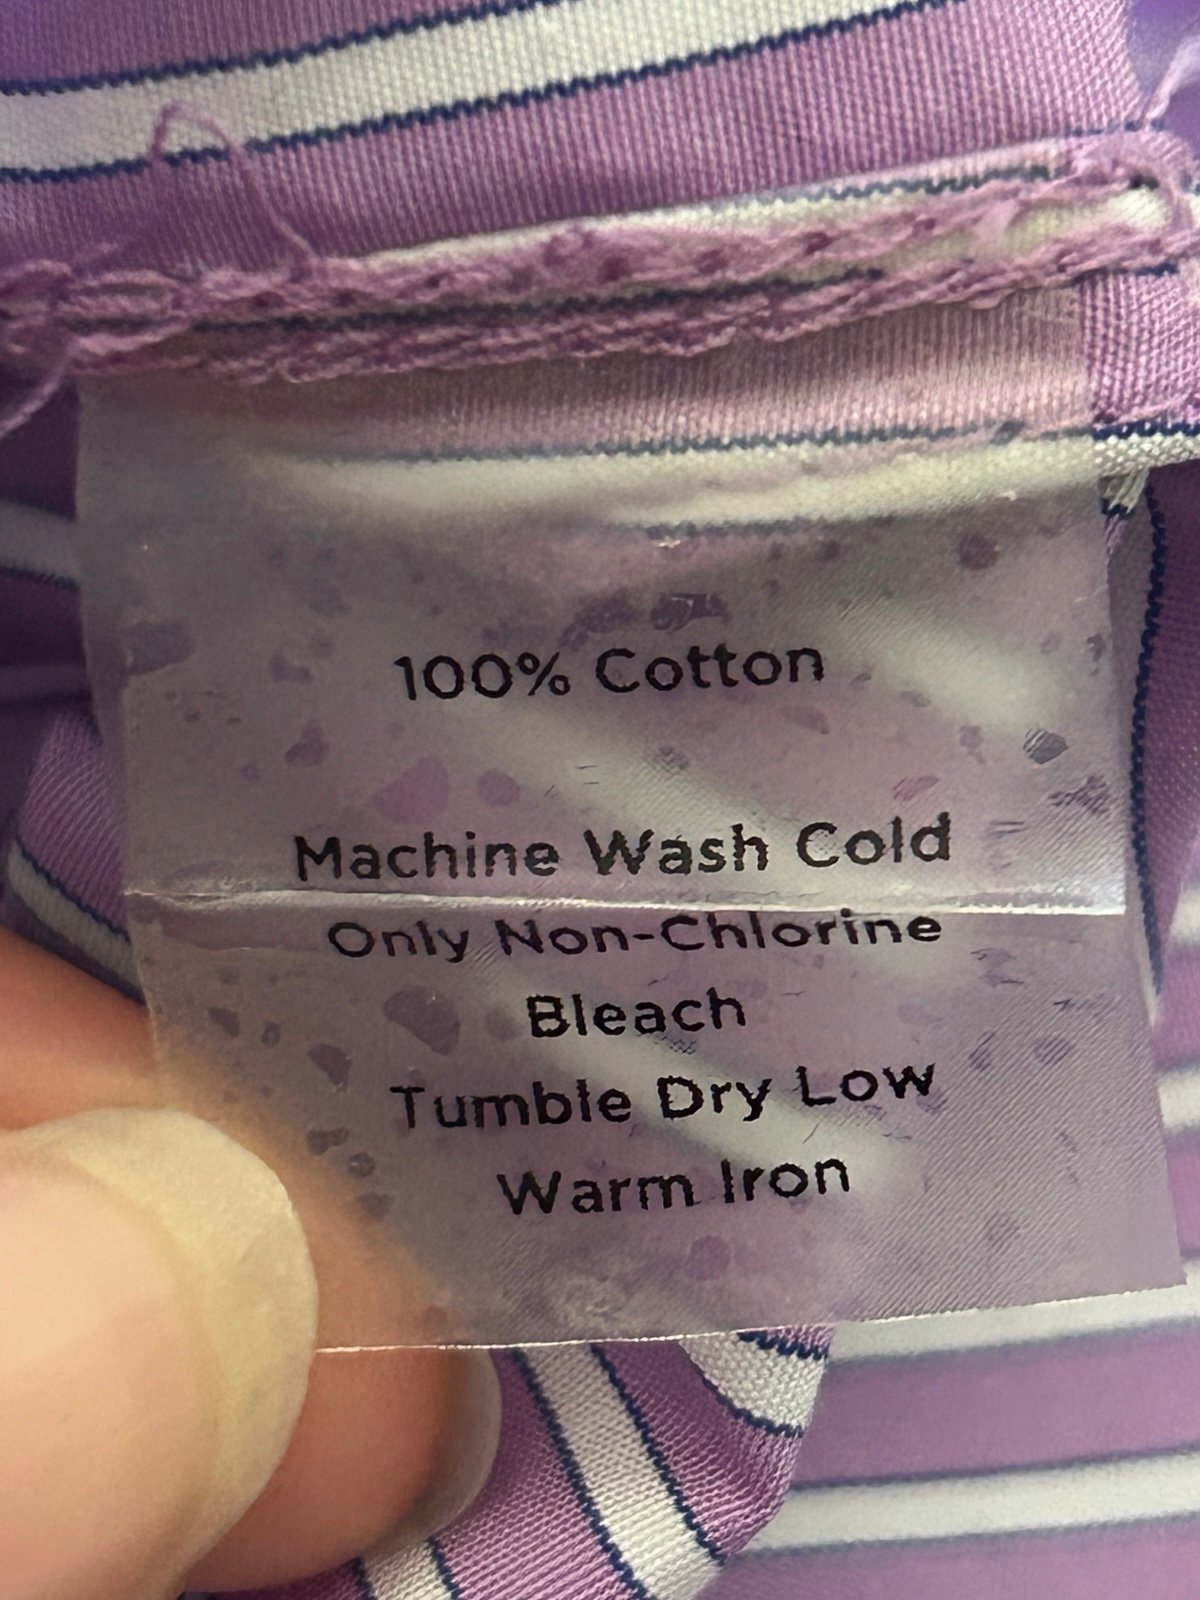 100% Cotton
Machine Wash Cold
Only Non-Chlorine
Bleach
Tumble Dry Low
Warm Iron